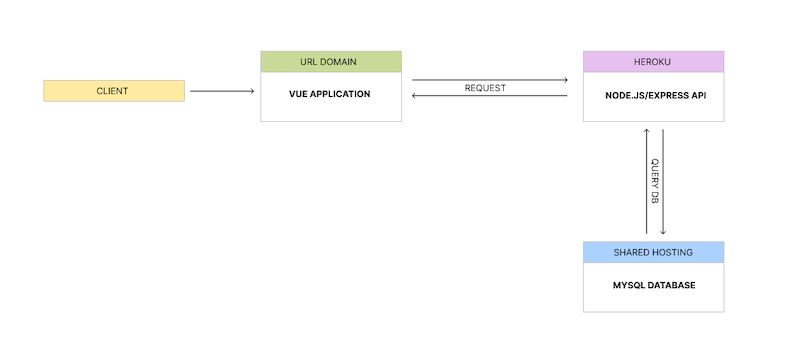 CLIENT
URL DOMAIN
VUE APPLICATION
REQUEST
HEROKU
NODE.JS/EXPRESS API
QUERY DB
SHARED HOSTING
MYSQL DATABASE